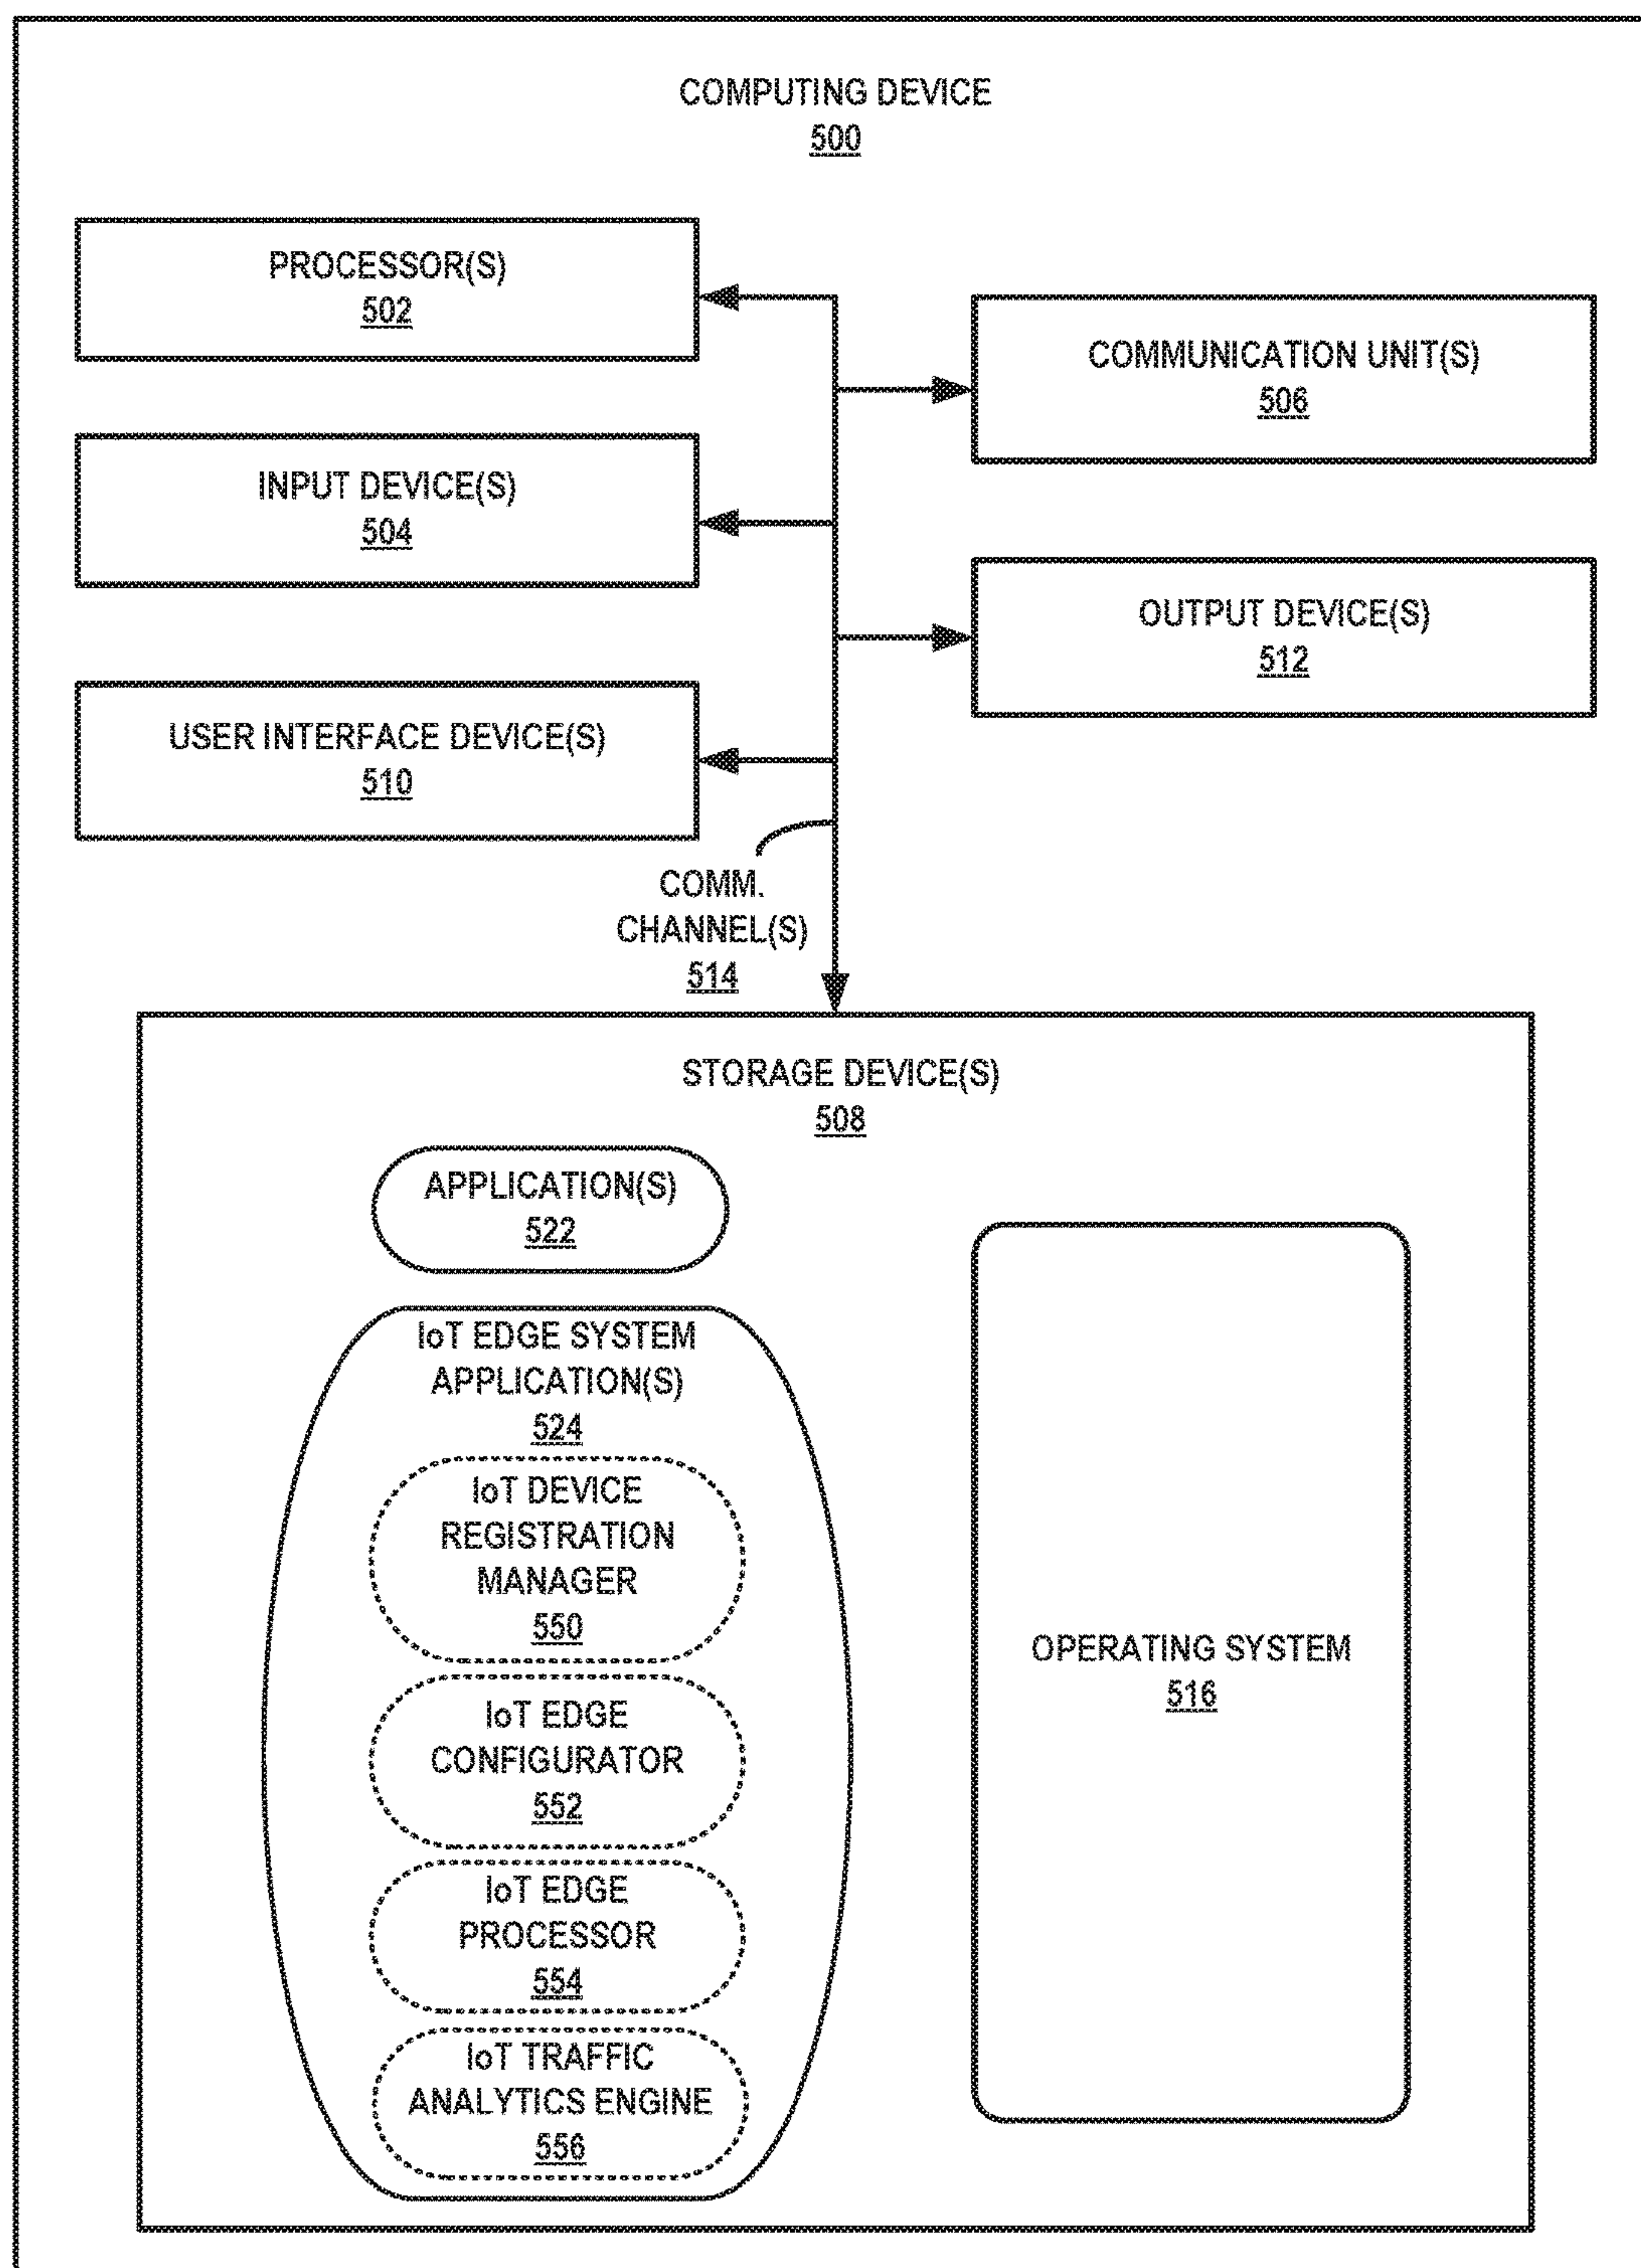 COMPUTING DEVICE
500
PROCESSOR(S)
502
COMMUNICATION UNIT(S)
506
INPUT DEVICE(S)
504
OUTPUT DEVICE(S)
512
USER INTERFACE DEVICE(S)
510
COMM.
CHANNEL(S)
514
STORAGE DEVICE(S)
508
APPLICATION(S)
522
IoT EDGE SYSTEM
APPLICATION(S)
524
IoT DEVICE
REGISTRATION
MANAGER
550
IoT EDGE
CONFIGURATOR
552
IoT EDGE
PROCESSOR
554
IoT TRAFFIC
ANALYTICS ENGINE
556
OPERATING SYSTEM
516